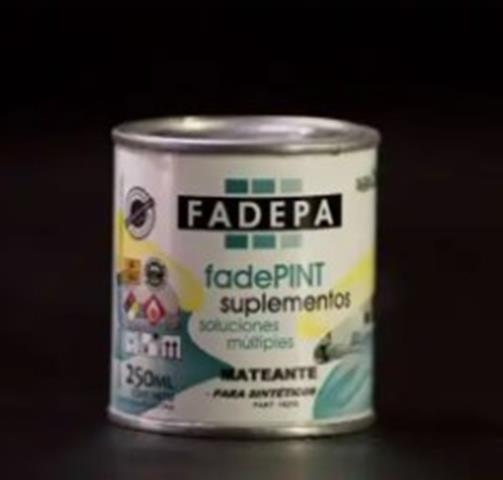 FADEPA
fadePINT
suplementos
soluciones
múltiples
MATEANTE
- PARA SINTÉTICOS
250ML